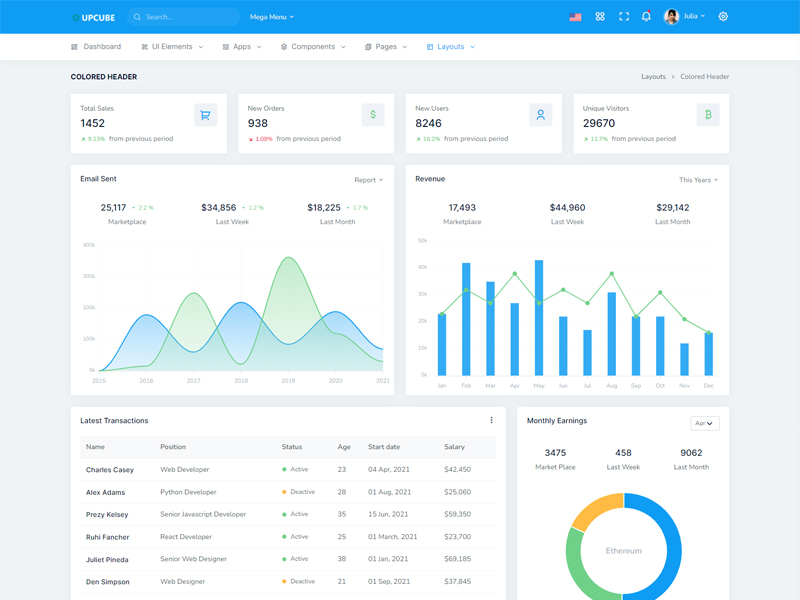 UPCUBE Search... Mega Menu Julia
Dashboard UI Elements Apps Components Pages Layouts
COLORED HEADER Layouts > Colored Header
Total Sales New Orders New Users Unique Visitors
1452 938 8246 29670
$
9.23% from previous period 1.09% from previous period 16.2% from previous period 11.7% from previous period
Email Sent Report
25,117 2.2 % $34,856 1.2 % $18,225 1.7 %
Marketplace Last Week Last Month
400k
300k
200k
100k
0k
2015 2016 2017 2018 2019 2020 2021
Revenue This Years
17,493 $44,960 $29,142
Marketplace Last Week Last Month
50k
40k
30k
20k
10k
0k
Jan Feb Mar Apr May Jun Jul Aug Sep Oct Nov Dec
Latest Transactions
Name Position Status Age Start date Salary
Charles Casey Web Developer Active 23 04 Apr, 2021 $42,450
Alex Adams Python Developer Deactive 28 01 Aug, 2021 $25,060
Prezy Kelsey Senior Javascript Developer Active 35 15 Jun, 2021 $59,350
Ruhi Fancher React Developer Active 25 01 March, 2021 $23,700
Juliet Pineda Senior Web Designer Active 38 01 Jan, 2021 $69,185
Den Simpson Web Designer Deactive 21 01 Sep, 2021 $37,845
Monthly Earnings Apr
3475 458 9062
Market Place Last Week Last Month
Ethereum